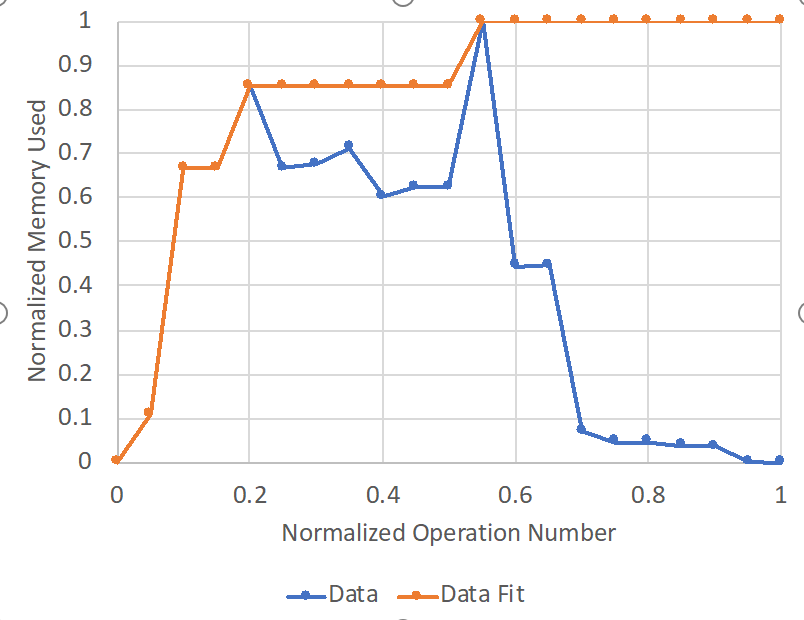 1
0.9
0.8
0.7
0.6
0.5
0.4
0.3
0.2
0.1
0
Normalized Memory Used
0 0.2 0.4 0.6 0.8 1
Normalized Operation Number
Data Data Fit